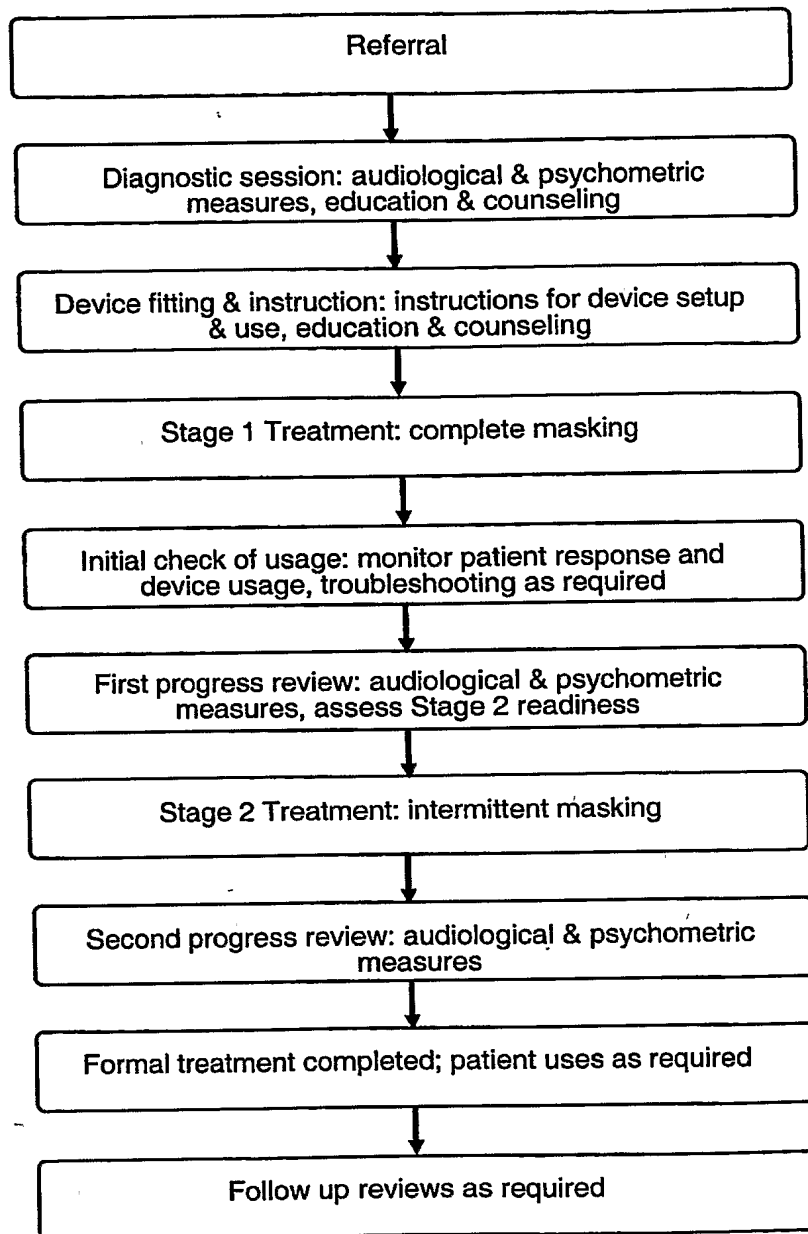 Referral
Diagnostic session: audiological & psychometric
measures, education & counseling
Device fitting & instruction: instructions for device setup
& use, education & counseling
Stage 1 Treatment: complete masking
Initial check of usage: monitor patient response and
device usage, troubleshooting as required
First progress review: audiological & psychometric
measures, assess Stage 2 readiness
Stage 2 Treatment: intermittent masking
Second progress review: audiological & psychometric
measures
Formal treatment completed; patient uses as required
Follow up reviews as required